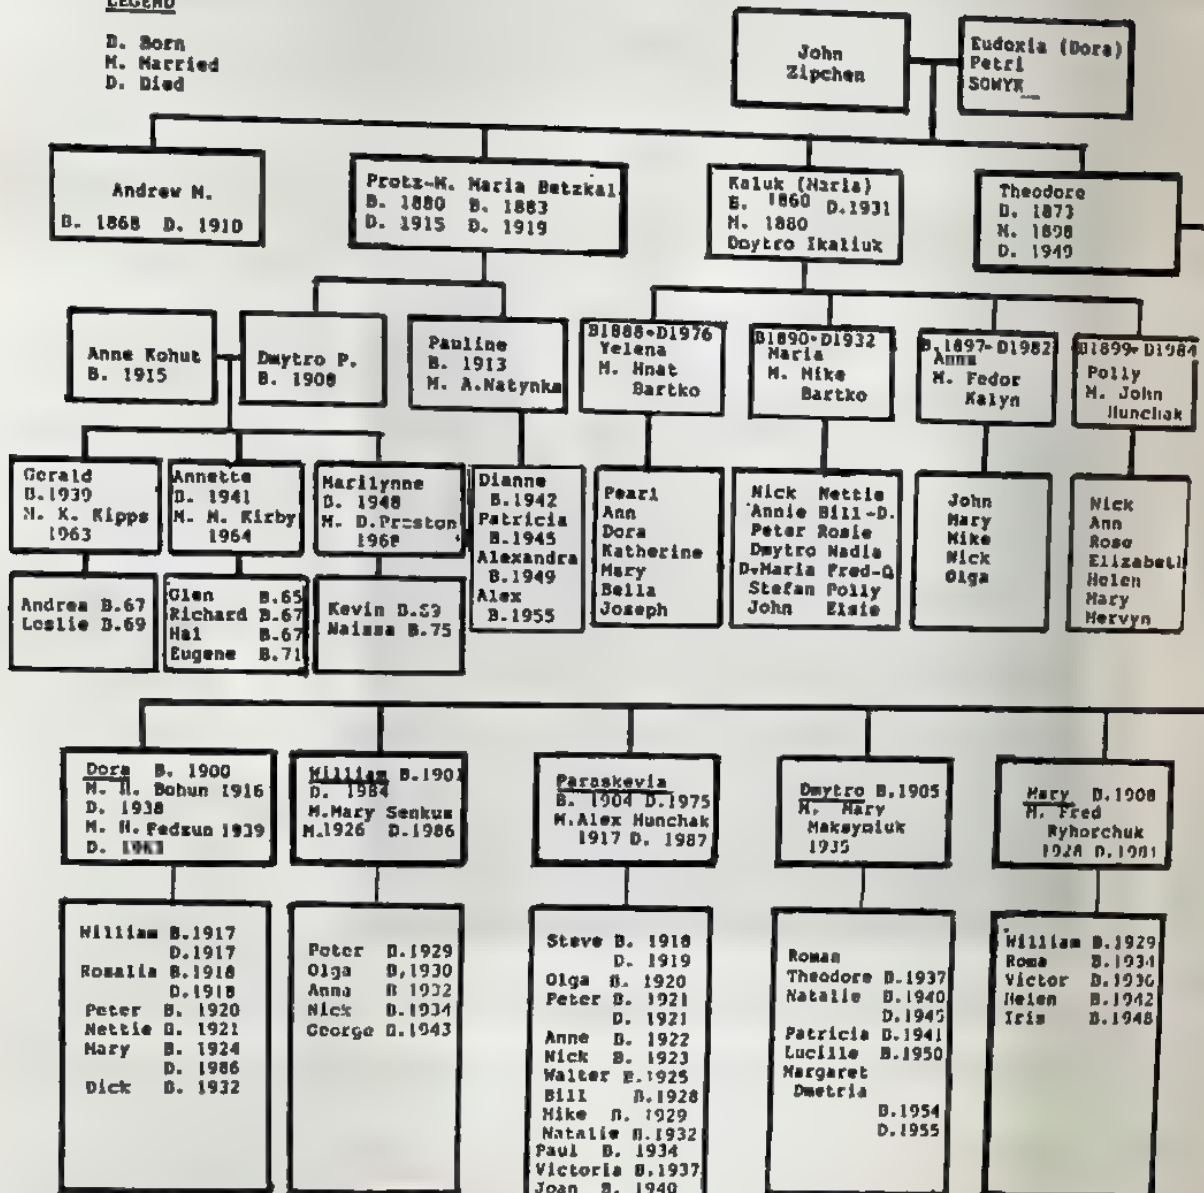 LEGEND
B. Born
M. Married
D. Died
John
Zipchen
Eudoxia (Dora)
Petri
SOWYK
Andrew M.
B. 1868 D. 1910
Protz-M. Maria Betzkal
B. 1880 B. 1883
D. 1915 D. 1919
Kaluk (Maria)
B. 1860 D.1931
M. 1880
Dmytro Ikaliuk
Theodore
B. 1873
M. 1898
D. 1949
Anne Kohut
B. 1915
Dmytro P.
B. 1908
Pauline
B. 1913
M. A.Natynka
B1888-D1976
Yelena
M. Hnat
Bartko
B1890-D1932
Maria
M. Mike
Bartko
B.1897-D1982
Anna
M. Fedor
Kalyn
B1899-D1984
Polly
M. John
Hunchak
Gerald
B.1939
M. K. Kipps
1963
Annette
B. 1941
M. M. Kirby
1964
Marilynne
B. 1948
M. D.Preston
1968
Dianne
B.1942
Patricia
B.1945
Alexandra
B.1949
Alex
B.1955
Pearl
Ann
Dora
Katherine
Mary
Bella
Joseph
Nick Nettie
Annie Bill-D.
Peter Rosie
Dmytro Nadia
D-Maria Fred-D
Stefan Polly
John Elsie
John
Mary
Mike
Nick
Olga
Nick
Ann
Rose
Elizabeth
Helen
Mary
Mervyn
Andrea B.67
Leslie B.69
Glen B.65
Richard B.67
Hal B.67
Eugene B.71
Kevin
Naissa B.75
Dora B. 1900
M. H. Bohun 1916
D. 1938
M. H. Fedsun 1939
D.
William B.1901
D. 1984
M.Mary Senkus
M.1926 D.1986
Paraskevia
B. 1904 D.1975
M.Alex Hunchak
1917 D. 1987
Dmytro B.1905
M. Mary
Maksymiuk
1935
Mary B.1908
M. Fred
Ryhorchuk
1928 D.1981
William B.1917
D.1917
Romalia B.1918
D.1918
Peter B. 1920
Nettie B. 1921
Mary B. 1924
D. 1986
Dick B. 1932
Peter B.1929
Olga B.1930
Anna B 1932
Nick B.1934
George B.1943
Steve B. 1918
D. 1919
Olga B. 1920
Peter B. 1921
D. 1921
Anne B. 1922
Nick B. 1923
Walter B.1925
Bill B.1928
Mike B. 1929
Natalie B.1932
Paul B. 1934
Victoria B.1937
Joan B. 1940
Roman
Theodore B.1937
Natalie B.1940
D.1945
Patricia B.1941
Lucille B.1950
Margaret
Dmetria
B.1954
D.1955
William B.1929
Roma B.1934
Victor B.1936
Helen B.1942
Iris B.1948